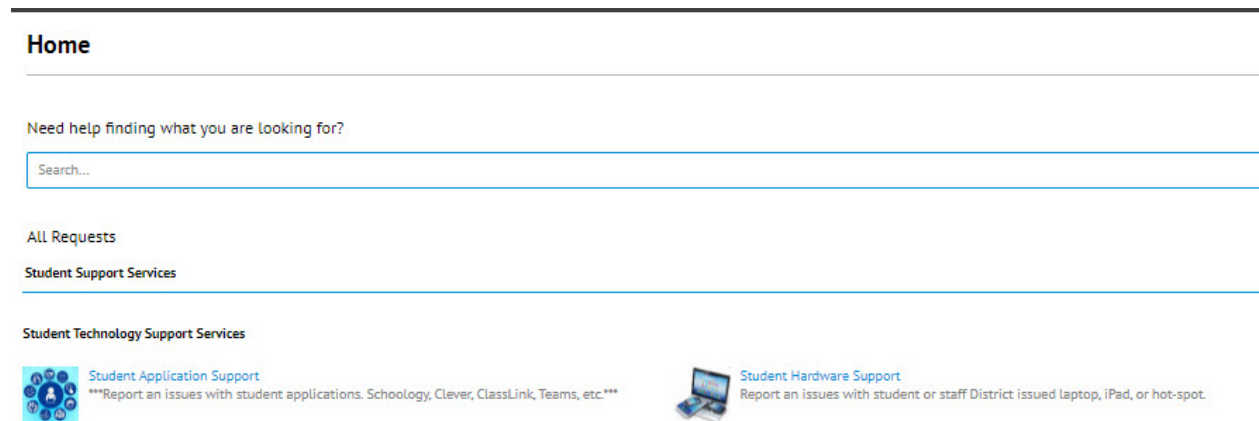 Home
Need help finding what you are looking for?
Search...
All Requests
Student Support Services
Student Technology Support Services
Student Application Support
***Report an issues with student applications. Schoology, Clever, ClassLink, Teams, etc.***
Student Hardware Support
Report an issues with student or staff District issued laptop, iPad, or hot-spot.